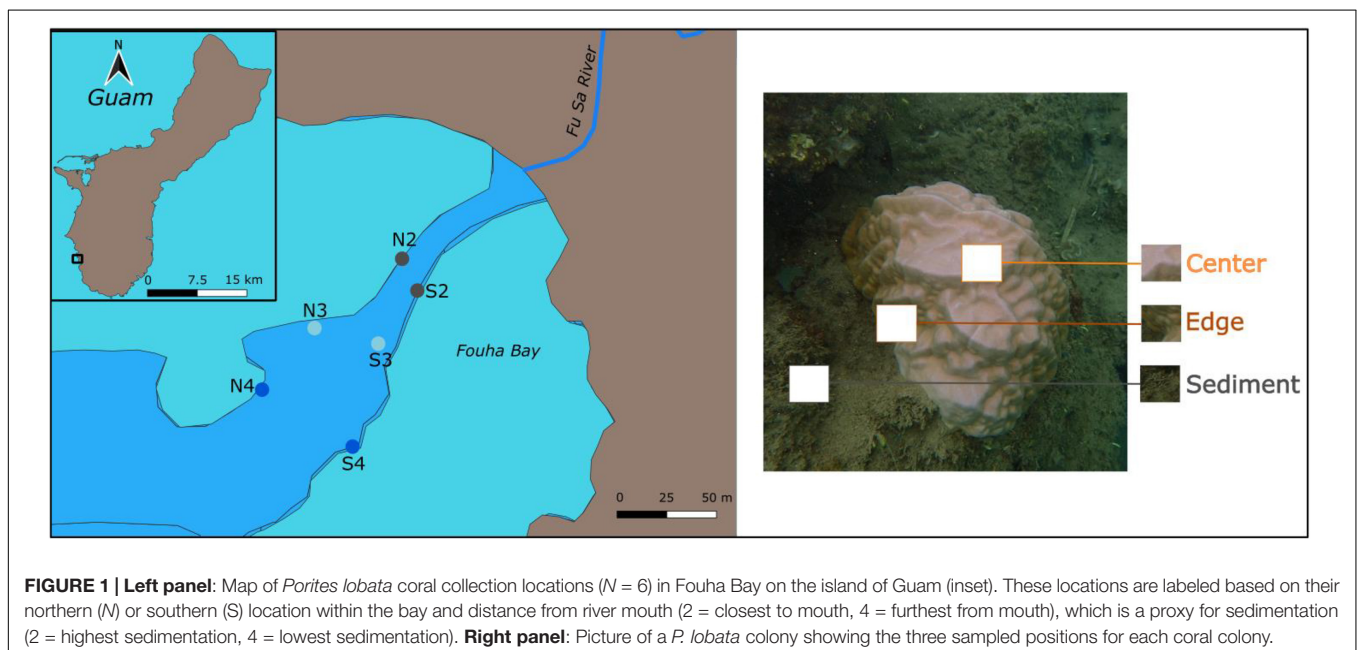 N
Guam
0 7.5 15 km
Fu Sa River
N2
S2
N3
S3
Fouha Bay
N4
S4
0 25 50 m
Center
Edge
Sediment
FIGURE 1 | Left panel: Map of Porites lobata coral collection locations (N = 6) in Fouha Bay on the island of Guam (inset). These locations are labeled based on their
northern (N) or southern (S) location within the bay and distance from river mouth (2 = closest to mouth, 4 = furthest from mouth), which is a proxy for sedimentation
(2 = highest sedimentation, 4 = lowest sedimentation). Right panel: Picture of a P. lobata colony showing the three sampled positions for each coral colony.